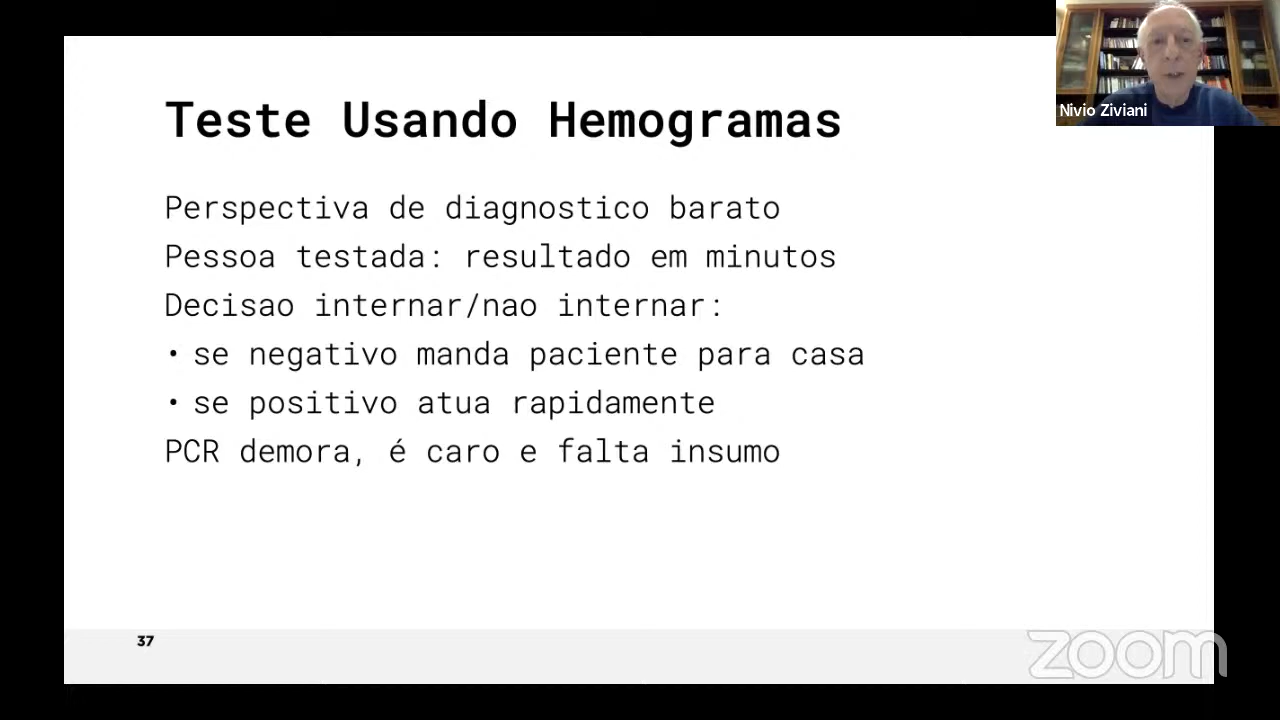 Teste Usando Hemogramas
Perspectiva de diagnostico barato
Pessoa testada: resultado em minutos
Decisao internar/nao internar:
• se negativo manda paciente para casa
• se positivo atua rapidamente
PCR demora, é caro e falta insumo
37
Nivio Ziviani
zoom